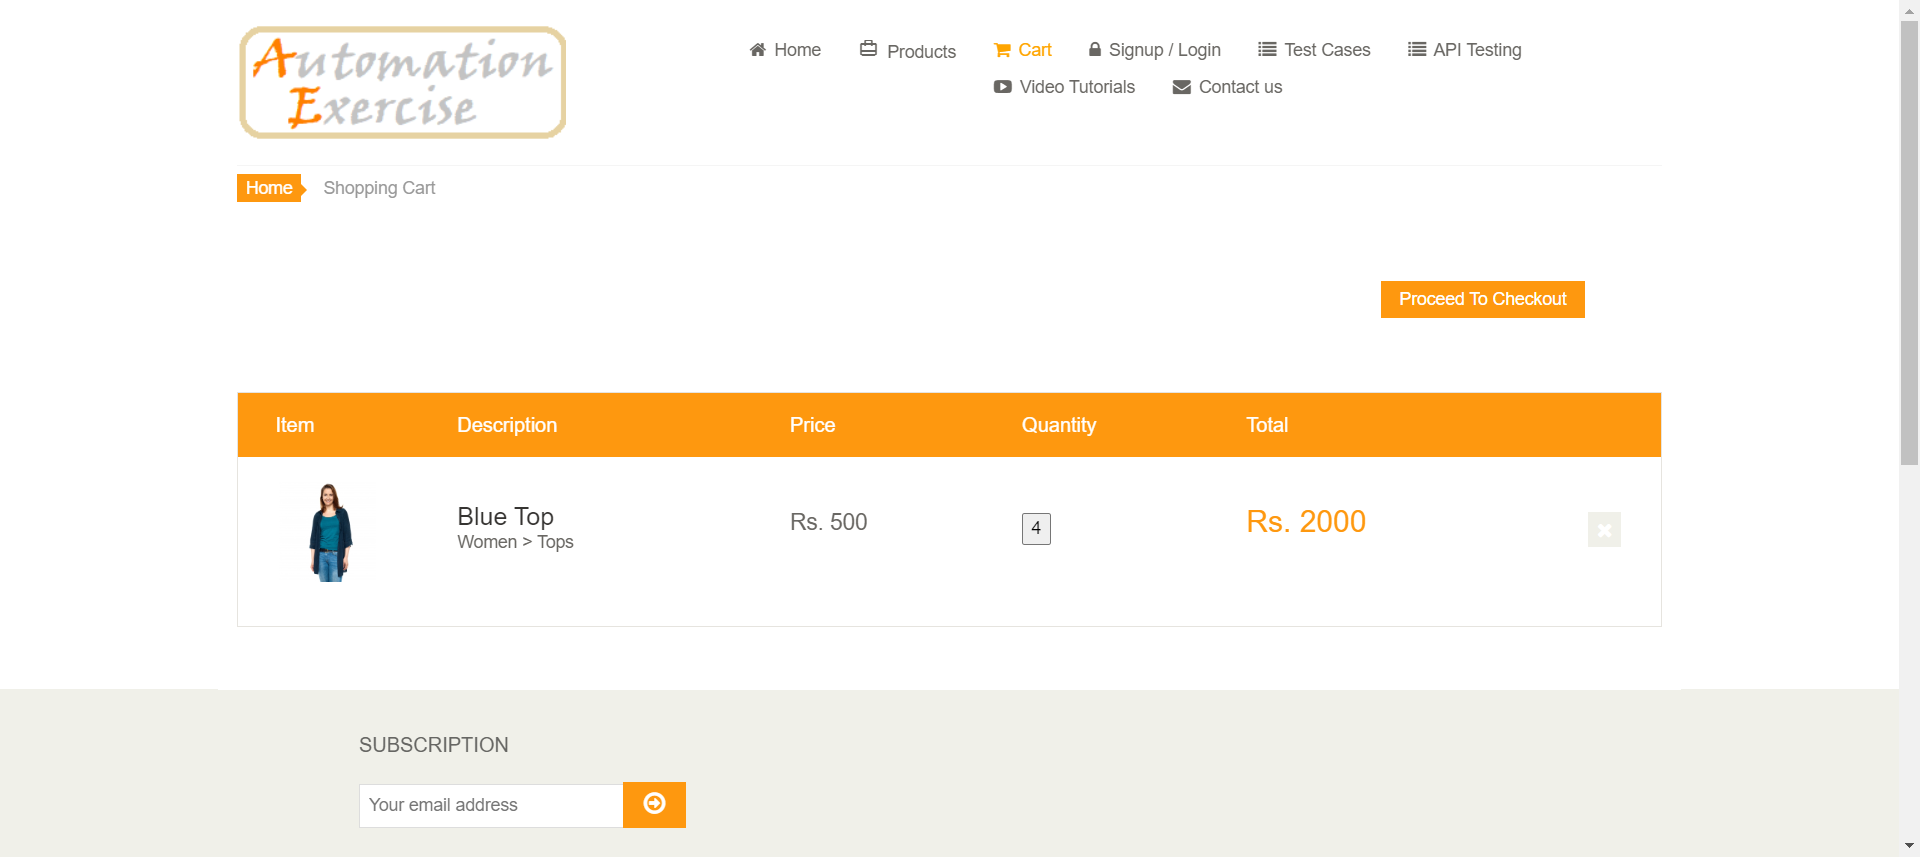 Automation
Exercise
Home
Products
Cart
Signup / Login
Test Cases
API Testing
Video Tutorials
Contact us
Home
Shopping Cart
Proceed To Checkout
Item
Description
Price
Quantity
Total
Blue Top
Women > Tops
Rs. 500
4
Rs. 2000
SUBSCRIPTION
Your email address